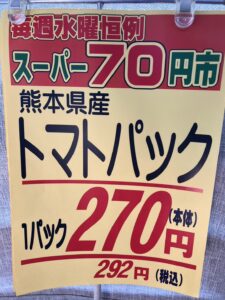 毎週水曜恒例
スーパー70円市
熊本県産
トマトパック
1パック270円(本体)
292円(税込)